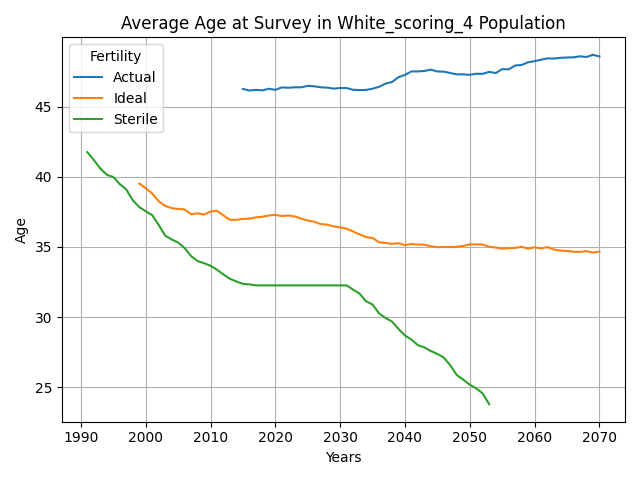 Average Age at Survey in White_scoring_4 Population
Fertility
Actual
Ideal
Sterile
Age
45
40
35
30
25
1990 2000 2010 2020 2030 2040 2050 2060 2070
Years